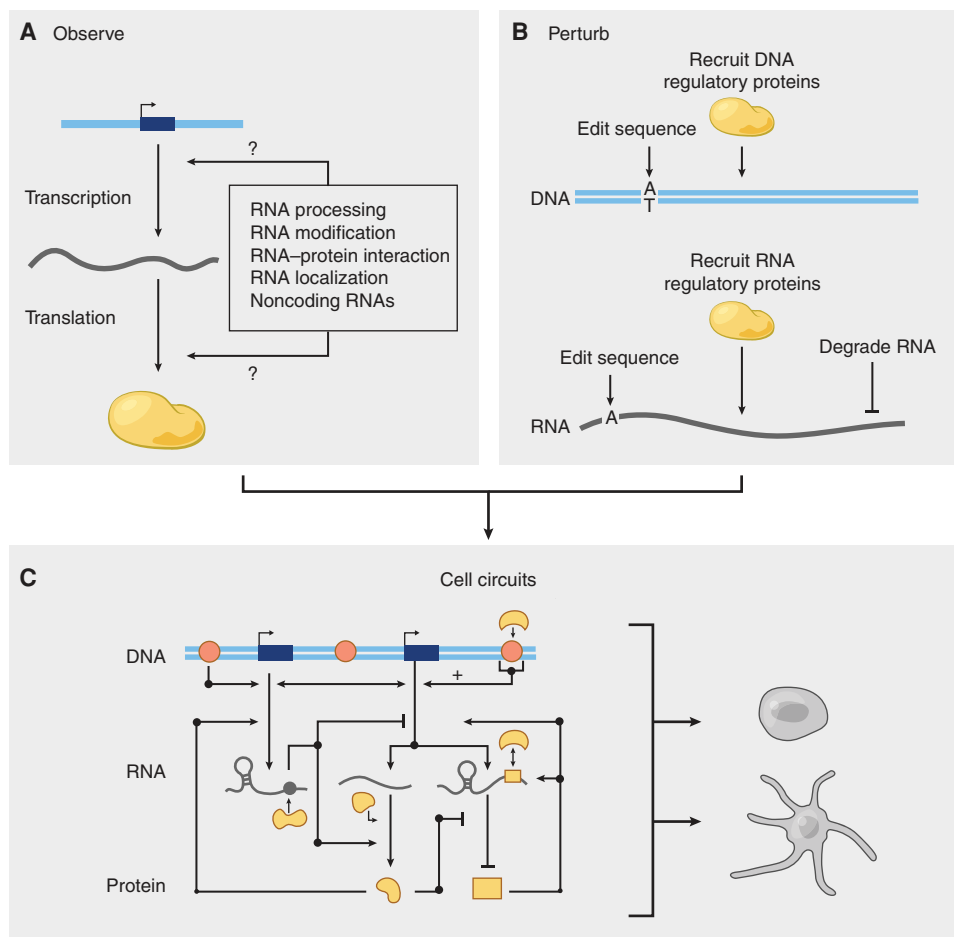 A Observe
?
Transcription
RNA processing
RNA modification
RNA–protein interaction
RNA localization
Noncoding RNAs
Translation
?
B Perturb
Recruit DNA
regulatory proteins
Edit sequence
DNA
A
T
Recruit RNA
regulatory proteins
Edit sequence
Degrade RNA
RNA
A
C
Cell circuits
DNA
+
RNA
Protein